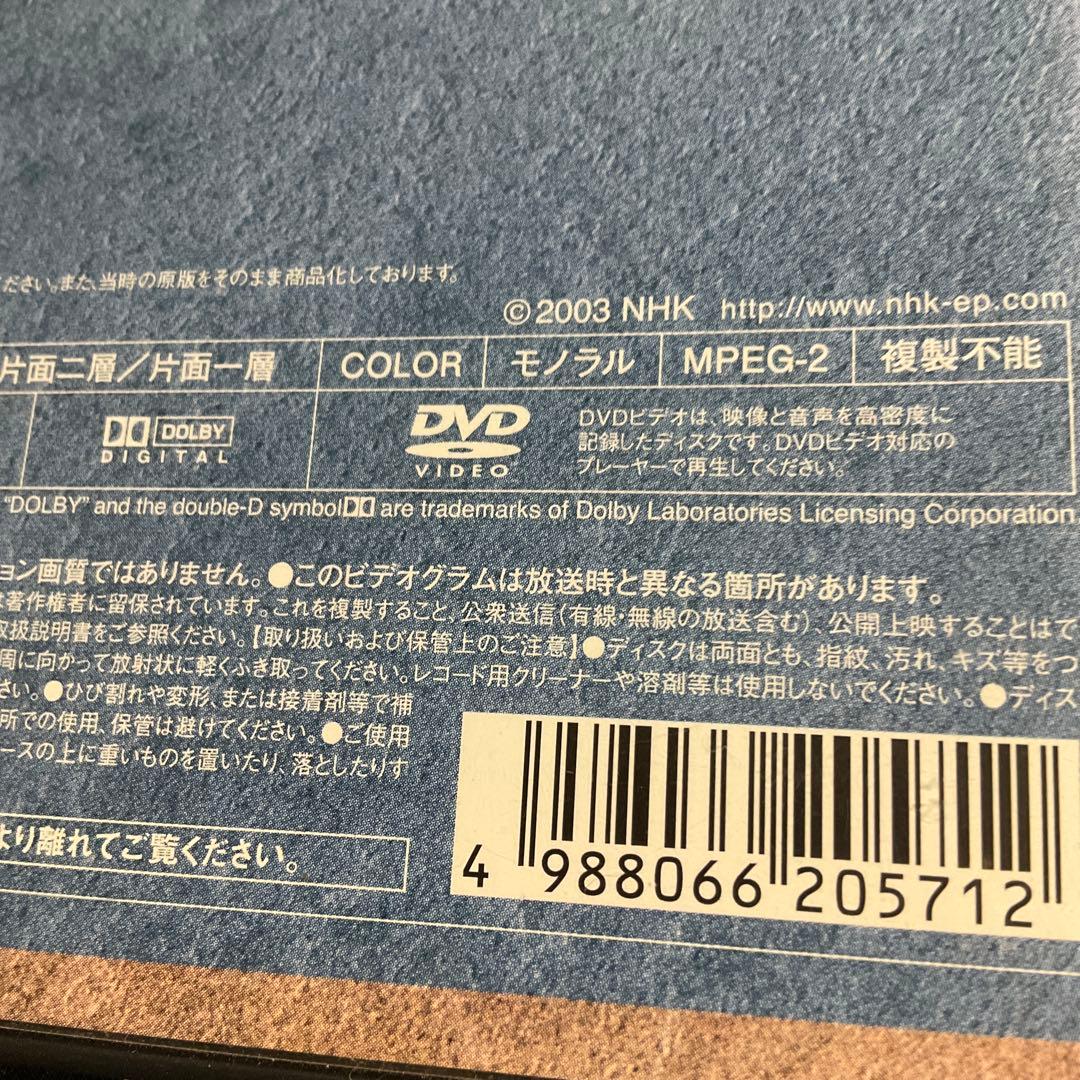 ください。また、当時の原版をそのまま商品化しております。
©2003 NHK http://www.nhk-ep.com
片面二層／片面一層 COLOR モノラル MPEG-2 複製不能
DOLBY
DIGITAL
DVD
VIDEO
DVDビデオは、映像と音声を高密度に
記録したディスクです。DVDビデオ対応の
プレーヤーで再生してください。
"DOLBY" and the double-D symbol are trademarks of Dolby Laboratories Licensing Corporation
ョン画質ではありません。●このビデオグラムは放送時と異なる箇所があります。
は著作権者に留保されています。これを複製すること、公衆送信（有線・無線の放送含む）、公開上映することはて
取扱説明書をご参照ください。【取り扱いおよび保管上のご注意】●ディスクは両面とも、指紋、汚れ、キズ等をつ
周に向かって放射状に軽くふき取ってください。レコード用クリーナーや溶剤等は使用しないでください。●ディス
さい。●ひび割れや変形、または接着剤等で補
所での使用、保管は避けてください。●ご使用
ースの上に重いものを置いたり、落としたりす
より離れてご覧ください。
4 988066 205712